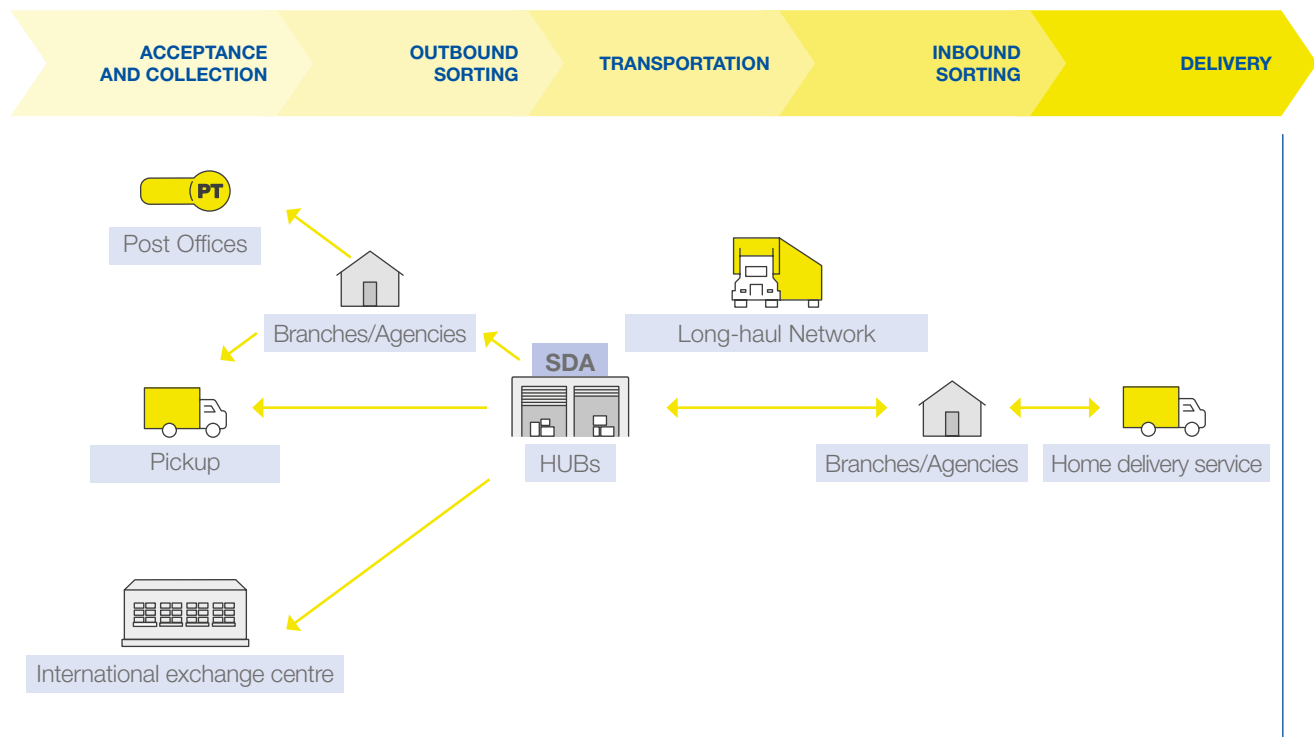 ACCEPTANCE
AND COLLECTION
OUTBOUND
SORTING
TRANSPORTATION
INBOUND
SORTING
DELIVERY
PT
Post Offices
Branches/Agencies
Long-haul Network
SDA
Pickup
HUBs
Branches/Agencies
Home delivery service
International exchange centre